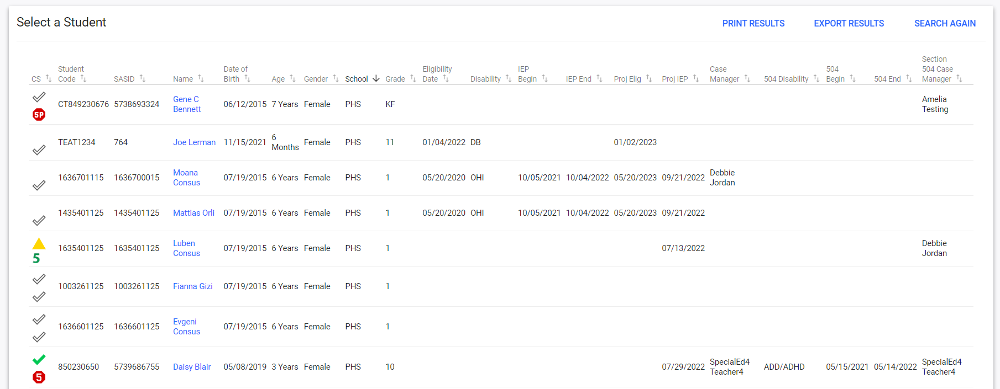 Select a Student
PRINT RESULTS EXPORT RESULTS SEARCH AGAIN
CS
Student Code
SASID
Name
Date of Birth
Age
Gender
School
Grade
Eligibility Date
Disability
IEP Begin
IEP End
Proj Elig
Proj IEP
Case Manager
504 Disability
504 Begin
504 End
Section 504 Case Manager
5P CT849230676 5738693324 Gene C Bennett 06/12/2015 7 Years Female PHS KF Amelia Testing
TEAT1234 764 Joe Lerman 11/15/2021 6 Months Female PHS 11 01/04/2022 DB 01/02/2023
1636701115 1636700015 Moana Consus 07/19/2015 6 Years Female PHS 1 05/20/2020 OHI 10/05/2021 10/04/2022 05/20/2023 09/21/2022 Debbie Jordan
1435401125 1435401125 Mattias Orli 07/19/2015 6 Years Female PHS 1 05/20/2020 OHI 10/05/2021 10/04/2022 05/20/2023 09/21/2022
5 1635401125 1635401125 Luben Consus 07/19/2015 6 Years Female PHS 1 07/13/2022 Debbie Jordan
1003261125 1003261125 Fianna Gizi 07/19/2015 6 Years Female PHS 1
1636601125 1636601125 Evgeni Consus 07/19/2015 6 Years Female PHS 1
5 850230650 5739686755 Daisy Blair 05/08/2019 3 Years Female PHS 10 07/29/2022 SpecialEd4 Teacher4 ADD/ADHD 05/15/2021 05/14/2022 SpecialEd4 Teacher4